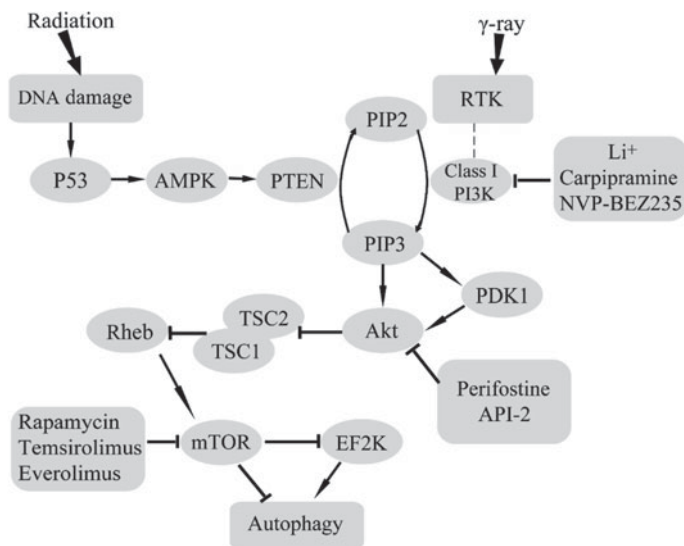 Radiation
γ-ray
DNA damage
RTK
PIP2
P53
AMPK
PTEN
Class I
PI3K
Li⁺
Carpipramine
NVP-BEZ235
PIP3
PDK1
Rheb
TSC2
TSC1
Akt
Perifostine
API-2
Rapamycin
Temsirolimus
Everolimus
mTOR
EF2K
Autophagy